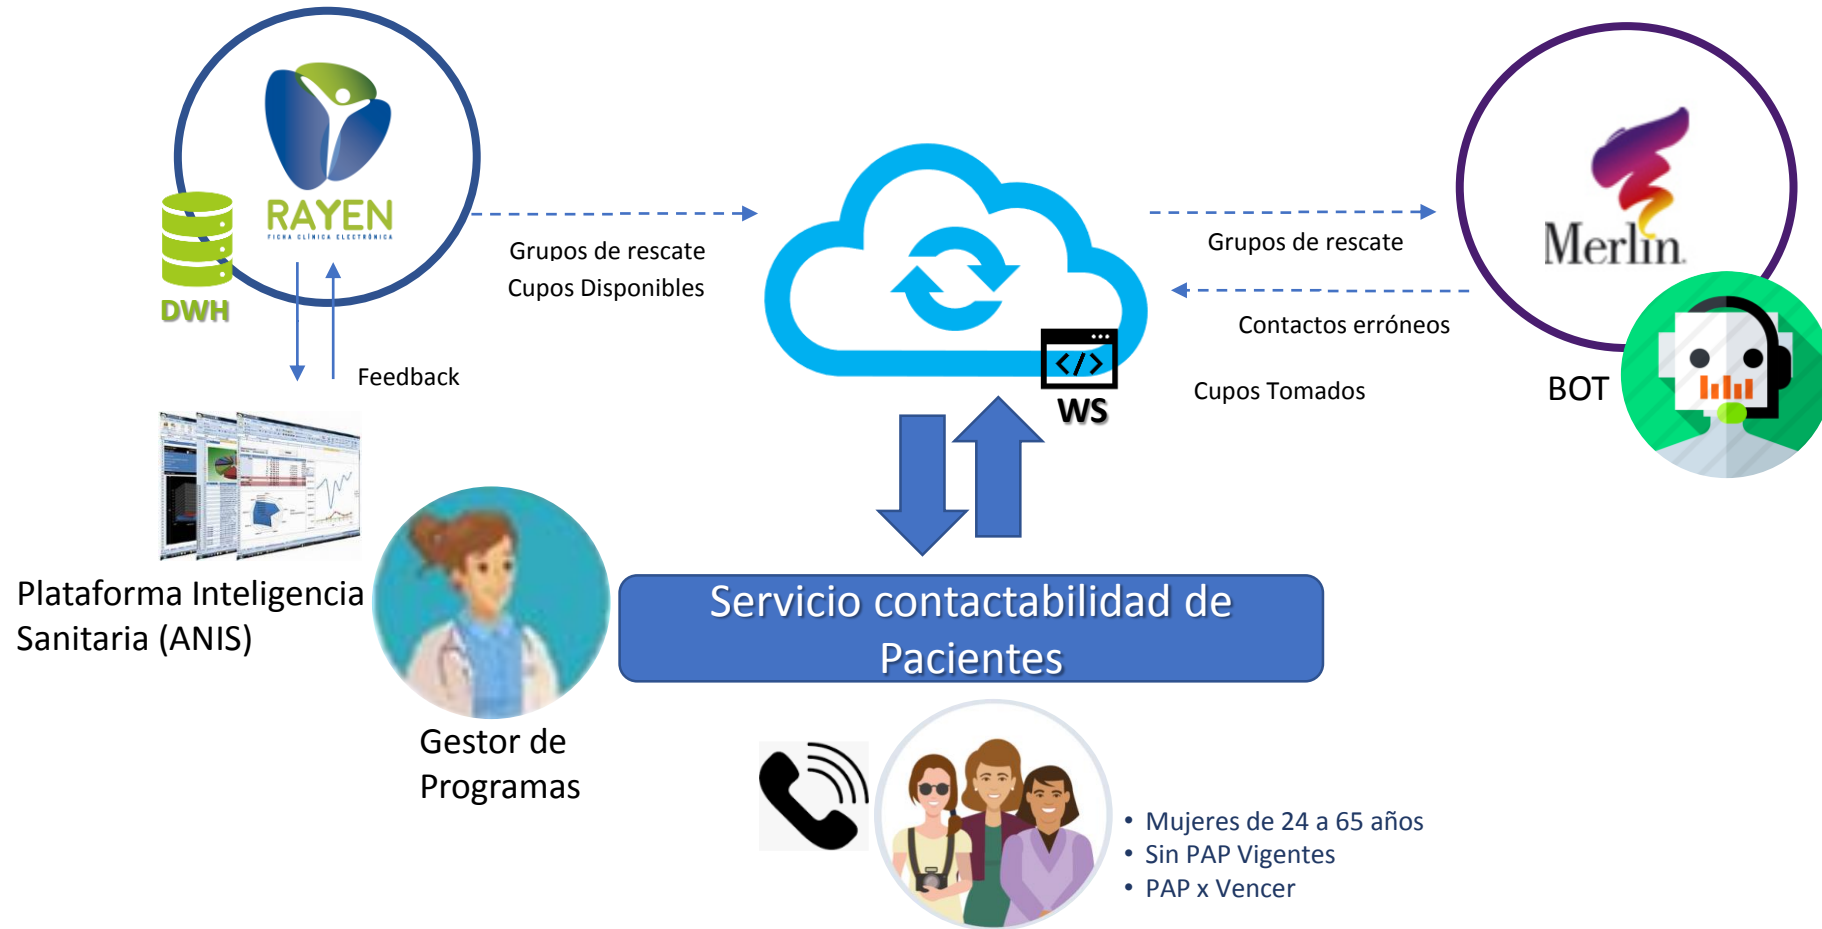 RAYEN
FICHA CLÍNICA ELECTRÓNICA
DWH
Grupos de rescate
Cupos Disponibles
Feedback
</>
WS
Grupos de rescate
Contactos erróneos
Cupos Tomados
Merlin
BOT
Plataforma Inteligencia
Sanitaria (ANIS)
Gestor de
Programas
Servicio contactabilidad de
Pacientes
• Mujeres de 24 a 65 años
• Sin PAP Vigentes
• PAP x Vencer